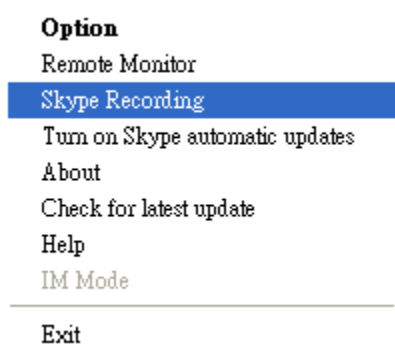 Option
Remote Monitor
Skype Recording
Turn on Skype automatic updates
About
Check for latest update
Help
IM Mode
Exit